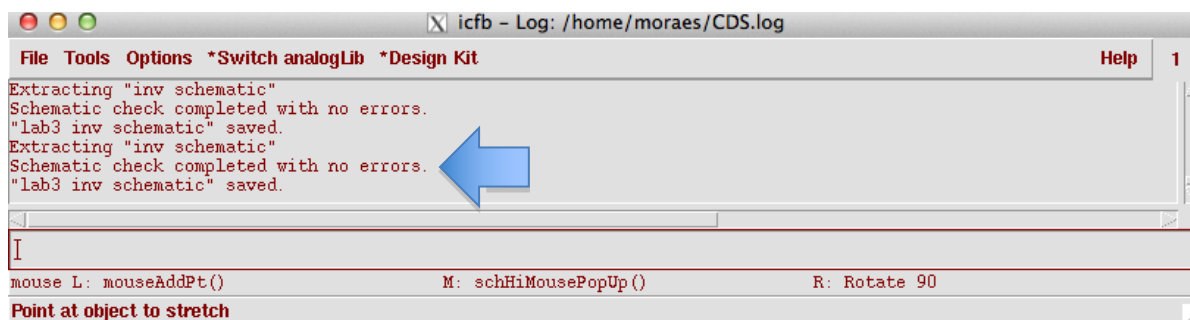 X icfb – Log: /home/moraes/CDS.log
File Tools Options *Switch analogLib *Design Kit Help 1
Extracting "inv schematic"
Schematic check completed with no errors.
"lab3 inv schematic" saved.
Extracting "inv schematic"
Schematic check completed with no errors.
"lab3 inv schematic" saved.
mouse L: mouseAddPt() M: schHiMousePopUp() R: Rotate 90
Point at object to stretch